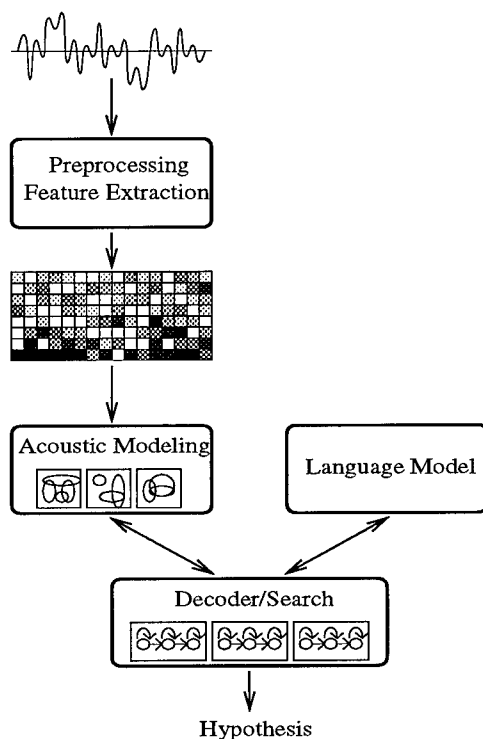 Preprocessing
Feature Extraction
Acoustic Modeling
Language Model
Decoder/Search
Hypothesis